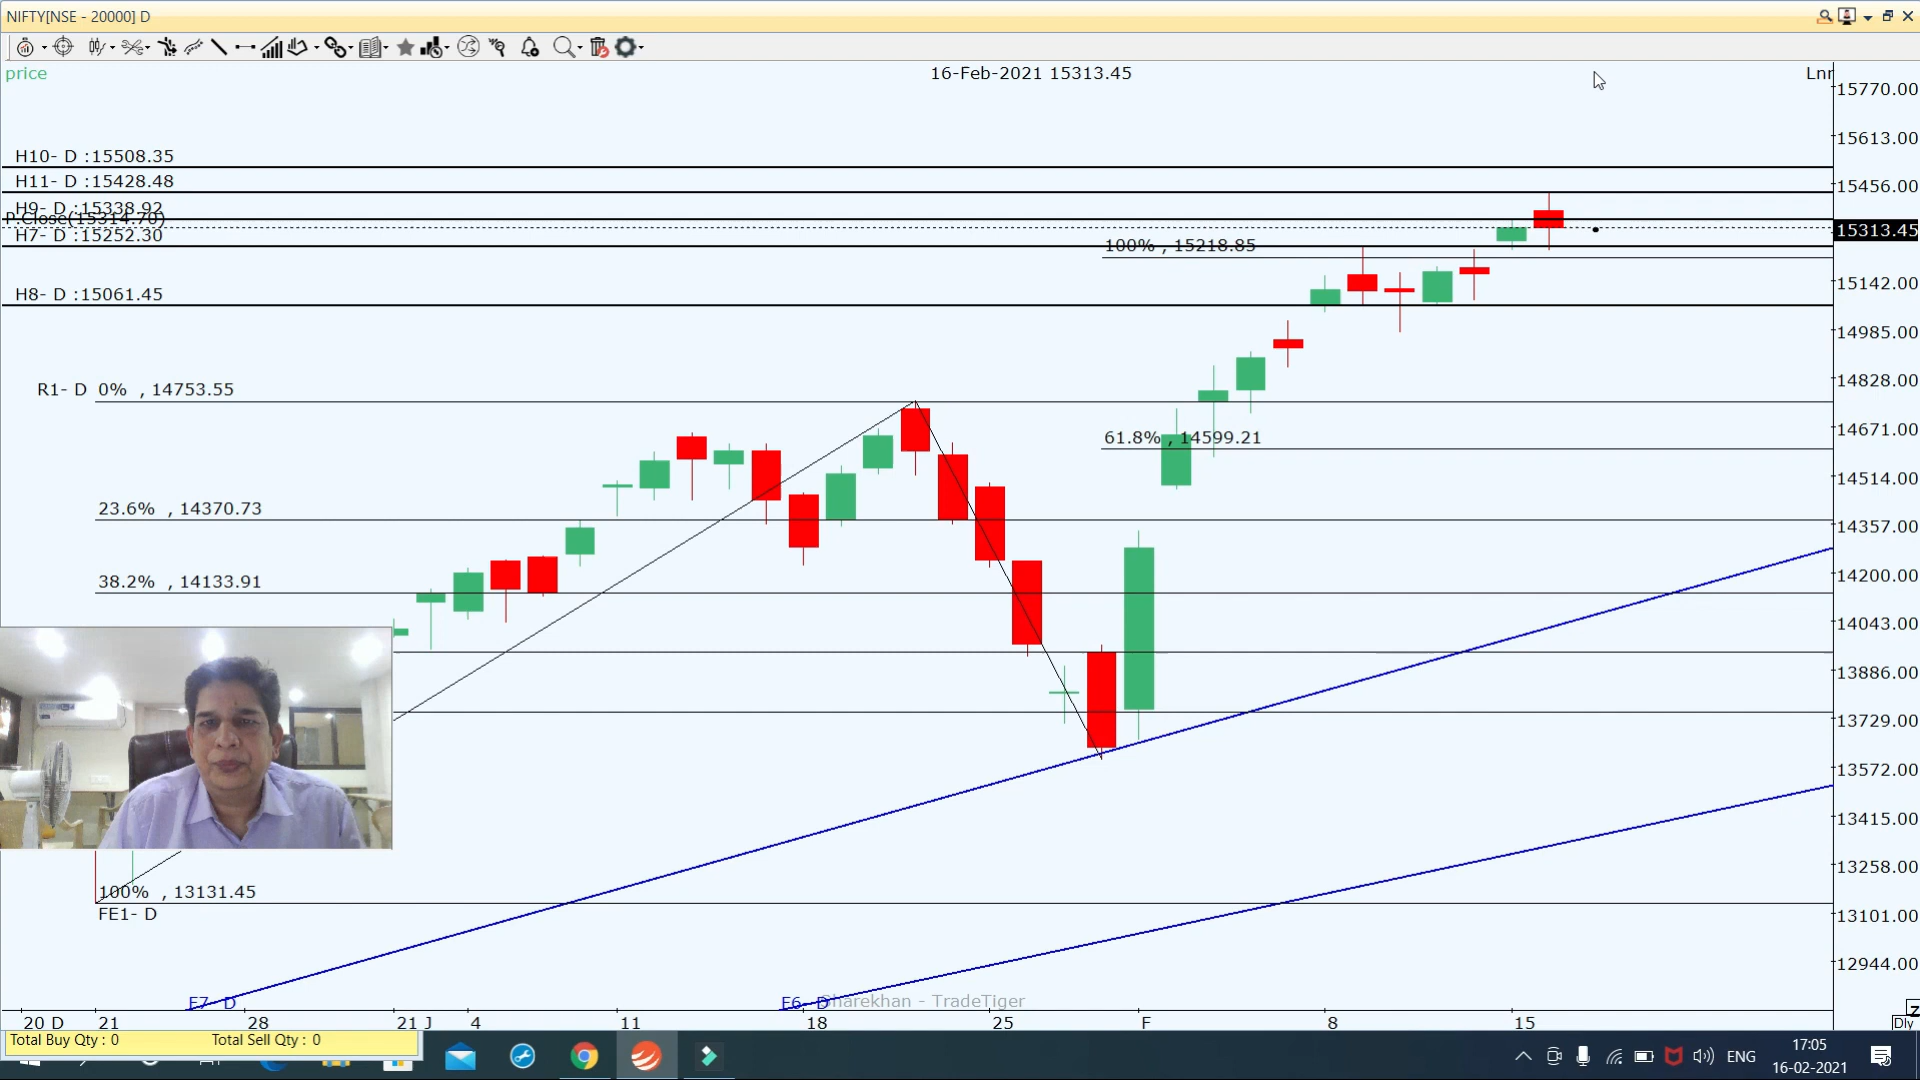 NIFTY[NSE - 20000] D
price
16-Feb-2021 15313.45
Lnr
15770.00
15613.00
H10- D :15508.35
H11- D :15428.48
15456.00
H9- D :15338.92
P.Close(15314.70)
15313.45
H7- D :15252.30
100% , 15218.85
15142.00
H8- D :15061.45
14985.00
14828.00
R1- D 0% , 14753.55
14671.00
61.8% , 14599.21
14514.00
23.6% , 14370.73
14357.00
14200.00
38.2% , 14133.91
14043.00
13886.00
13729.00
13572.00
13415.00
13258.00
100% , 13131.45
FE1- D
13101.00
12944.00
F7- D
F6- D
Sharekhan - TradeTiger
20 D 21 28 21 J 4 11 18 25 F 8 15
Dly
Total Buy Qty : 0 Total Sell Qty : 0
ENG
17:05
16-02-2021